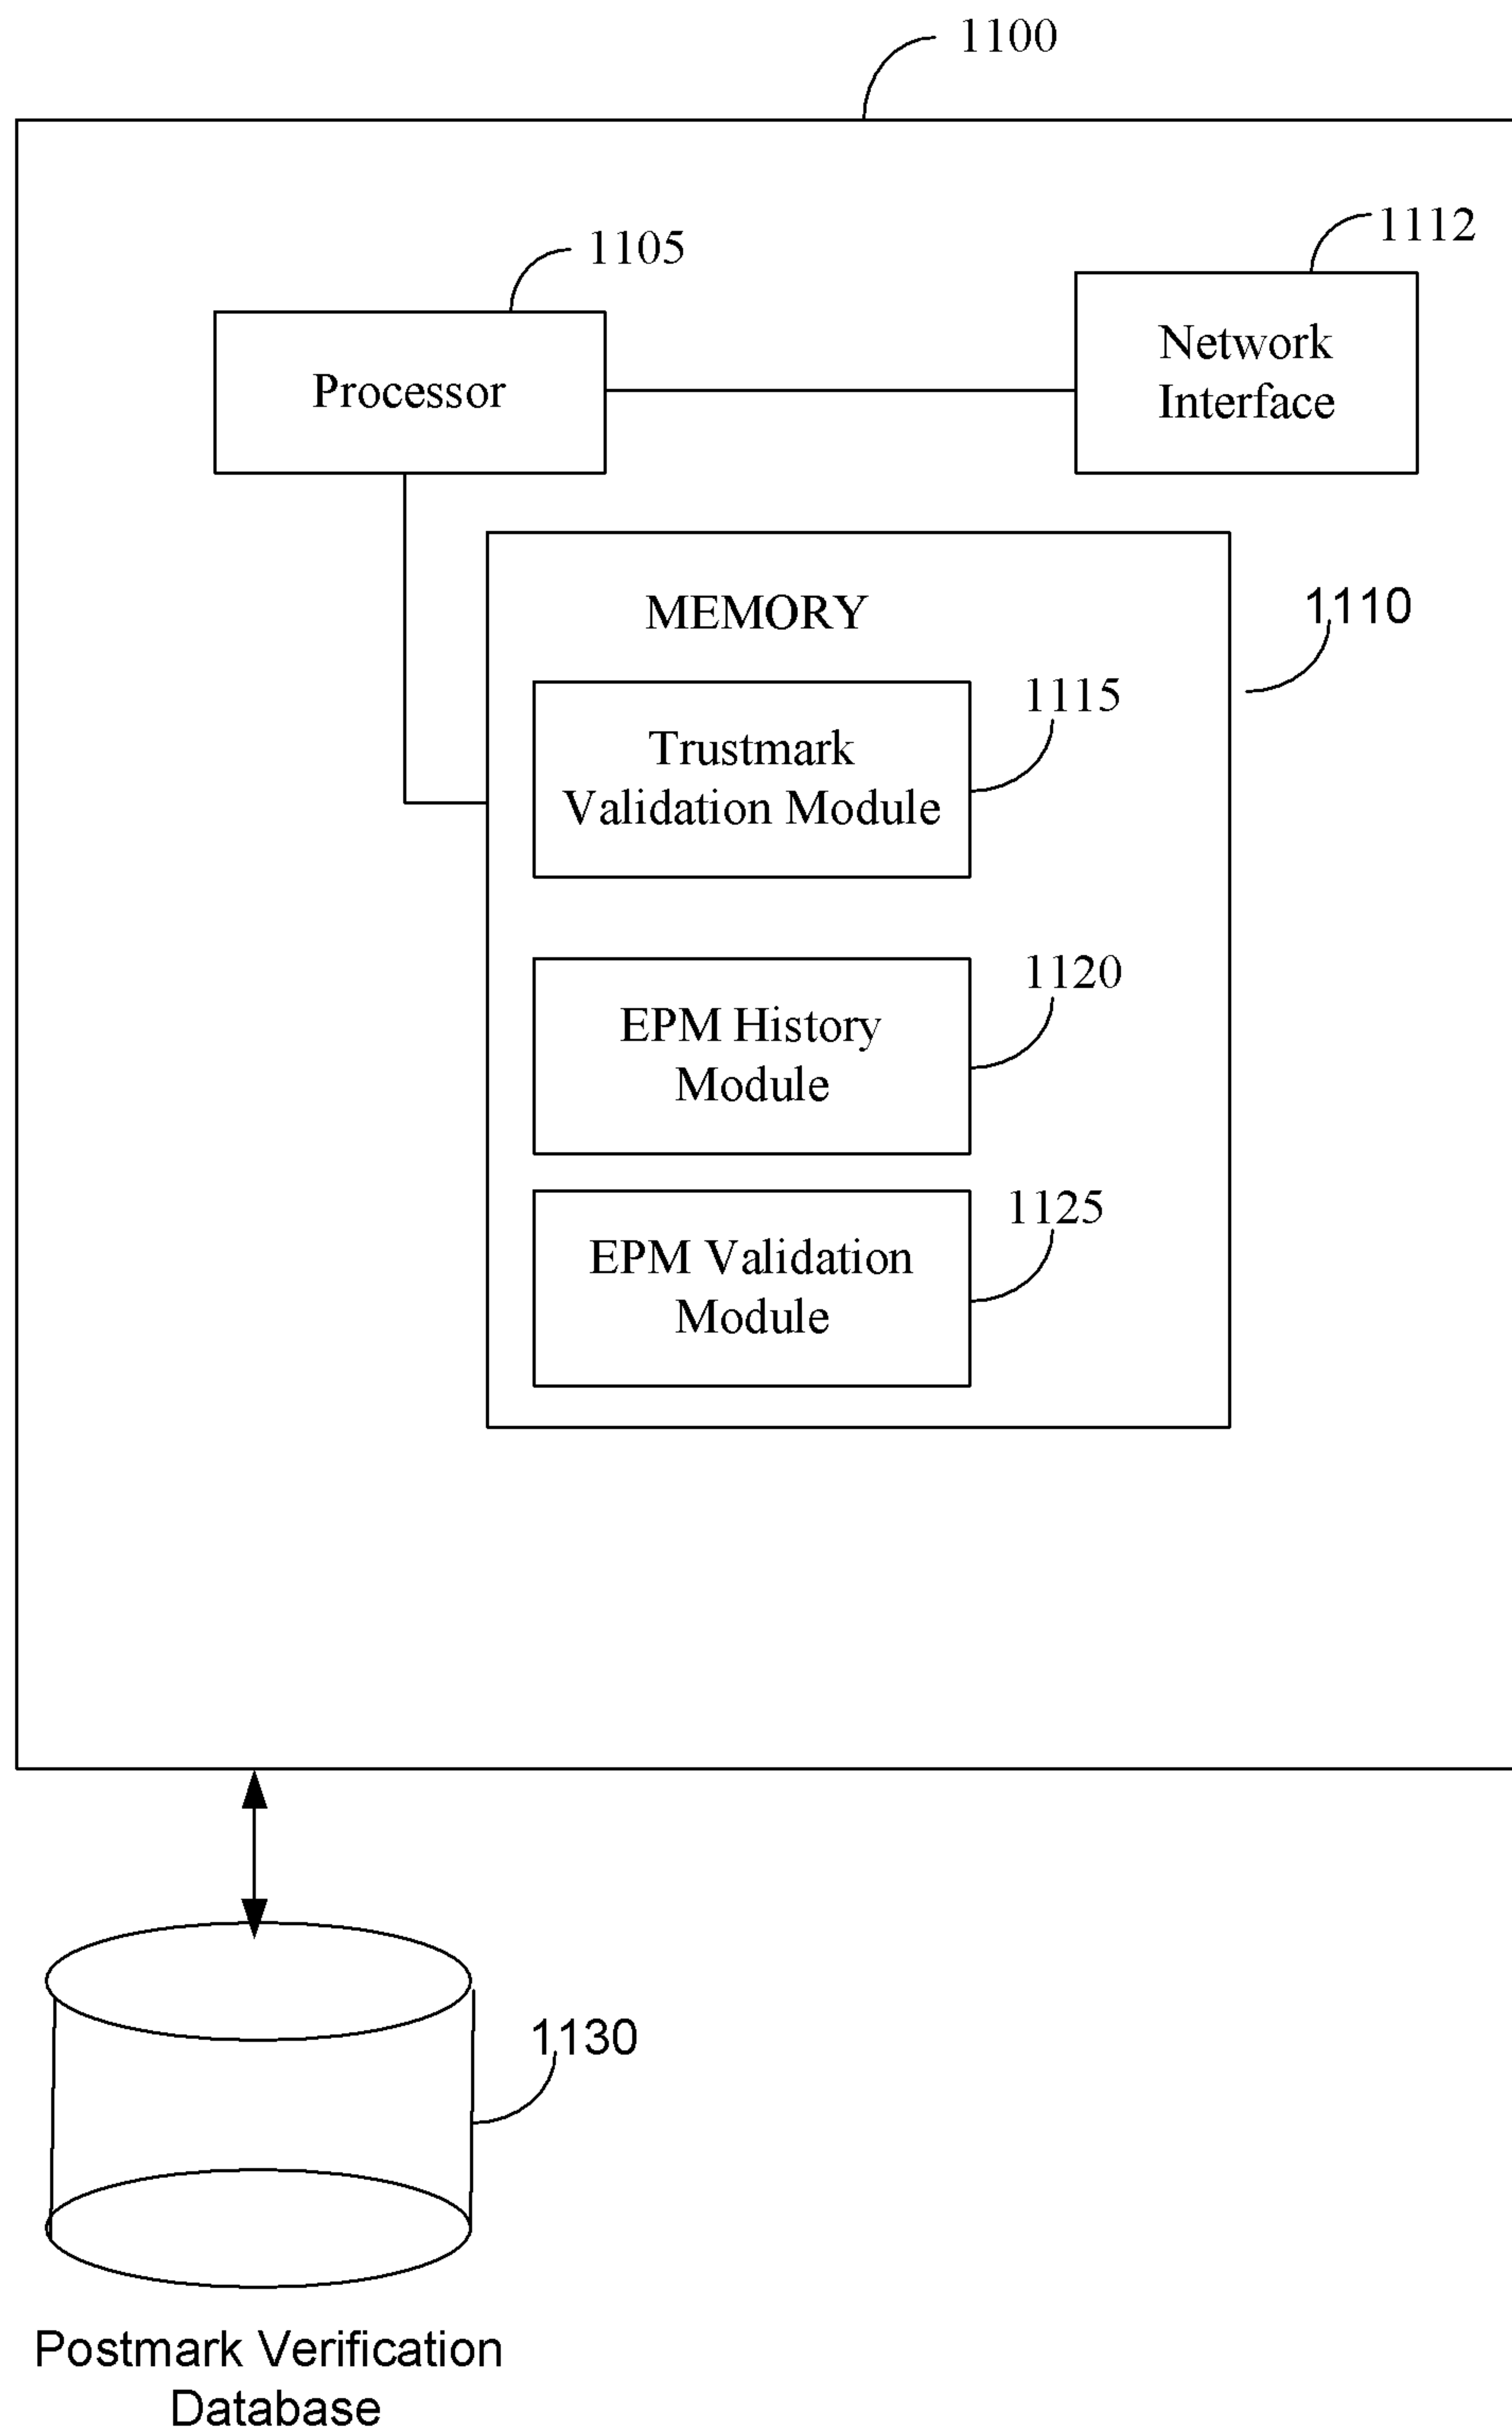 1100
1105
1112
Processor
Network
Interface
MEMORY
1110
1115
Trustmark
Validation Module
1120
EPM History
Module
1125
EPM Validation
Module
1130
Postmark Verification
Database